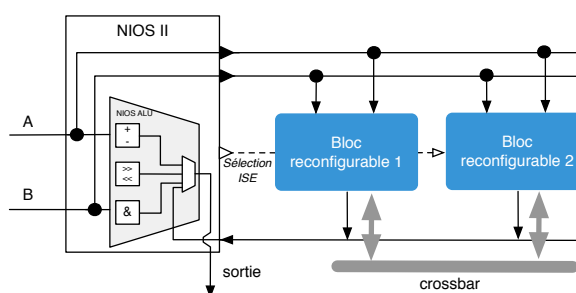 NIOS II
A
NIOS ALU
+
-
>>
<<
B
&
Sélection
ISE
Bloc
reconfigurable 1
Bloc
reconfigurable 2
sortie
crossbar